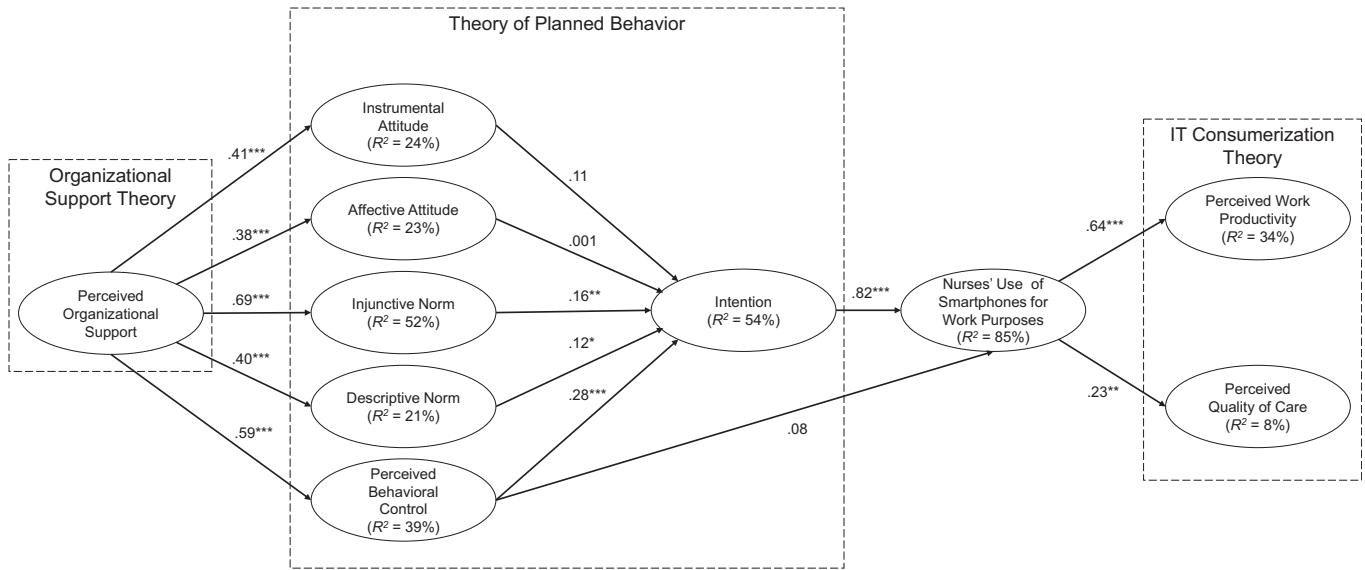 Theory of Planned Behavior
Organizational
Support Theory
IT Consumerization
Theory
Perceived
Organizational
Support
.41***
.38***
.69***
.40***
.59***
Instrumental
Attitude
(R² = 24%)
Affective Attitude
(R² = 23%)
Injunctive Norm
(R² = 52%)
Descriptive Norm
(R² = 21%)
Perceived
Behavioral
Control
(R² = 39%)
.11
.001
.16**
.12*
.28***
.08
Intention
(R² = 54%)
.82***
Nurses' Use of
Smartphones for
Work Purposes
(R² = 85%)
.64***
.23**
Perceived Work
Productivity
(R² = 34%)
Perceived
Quality of Care
(R² = 8%)